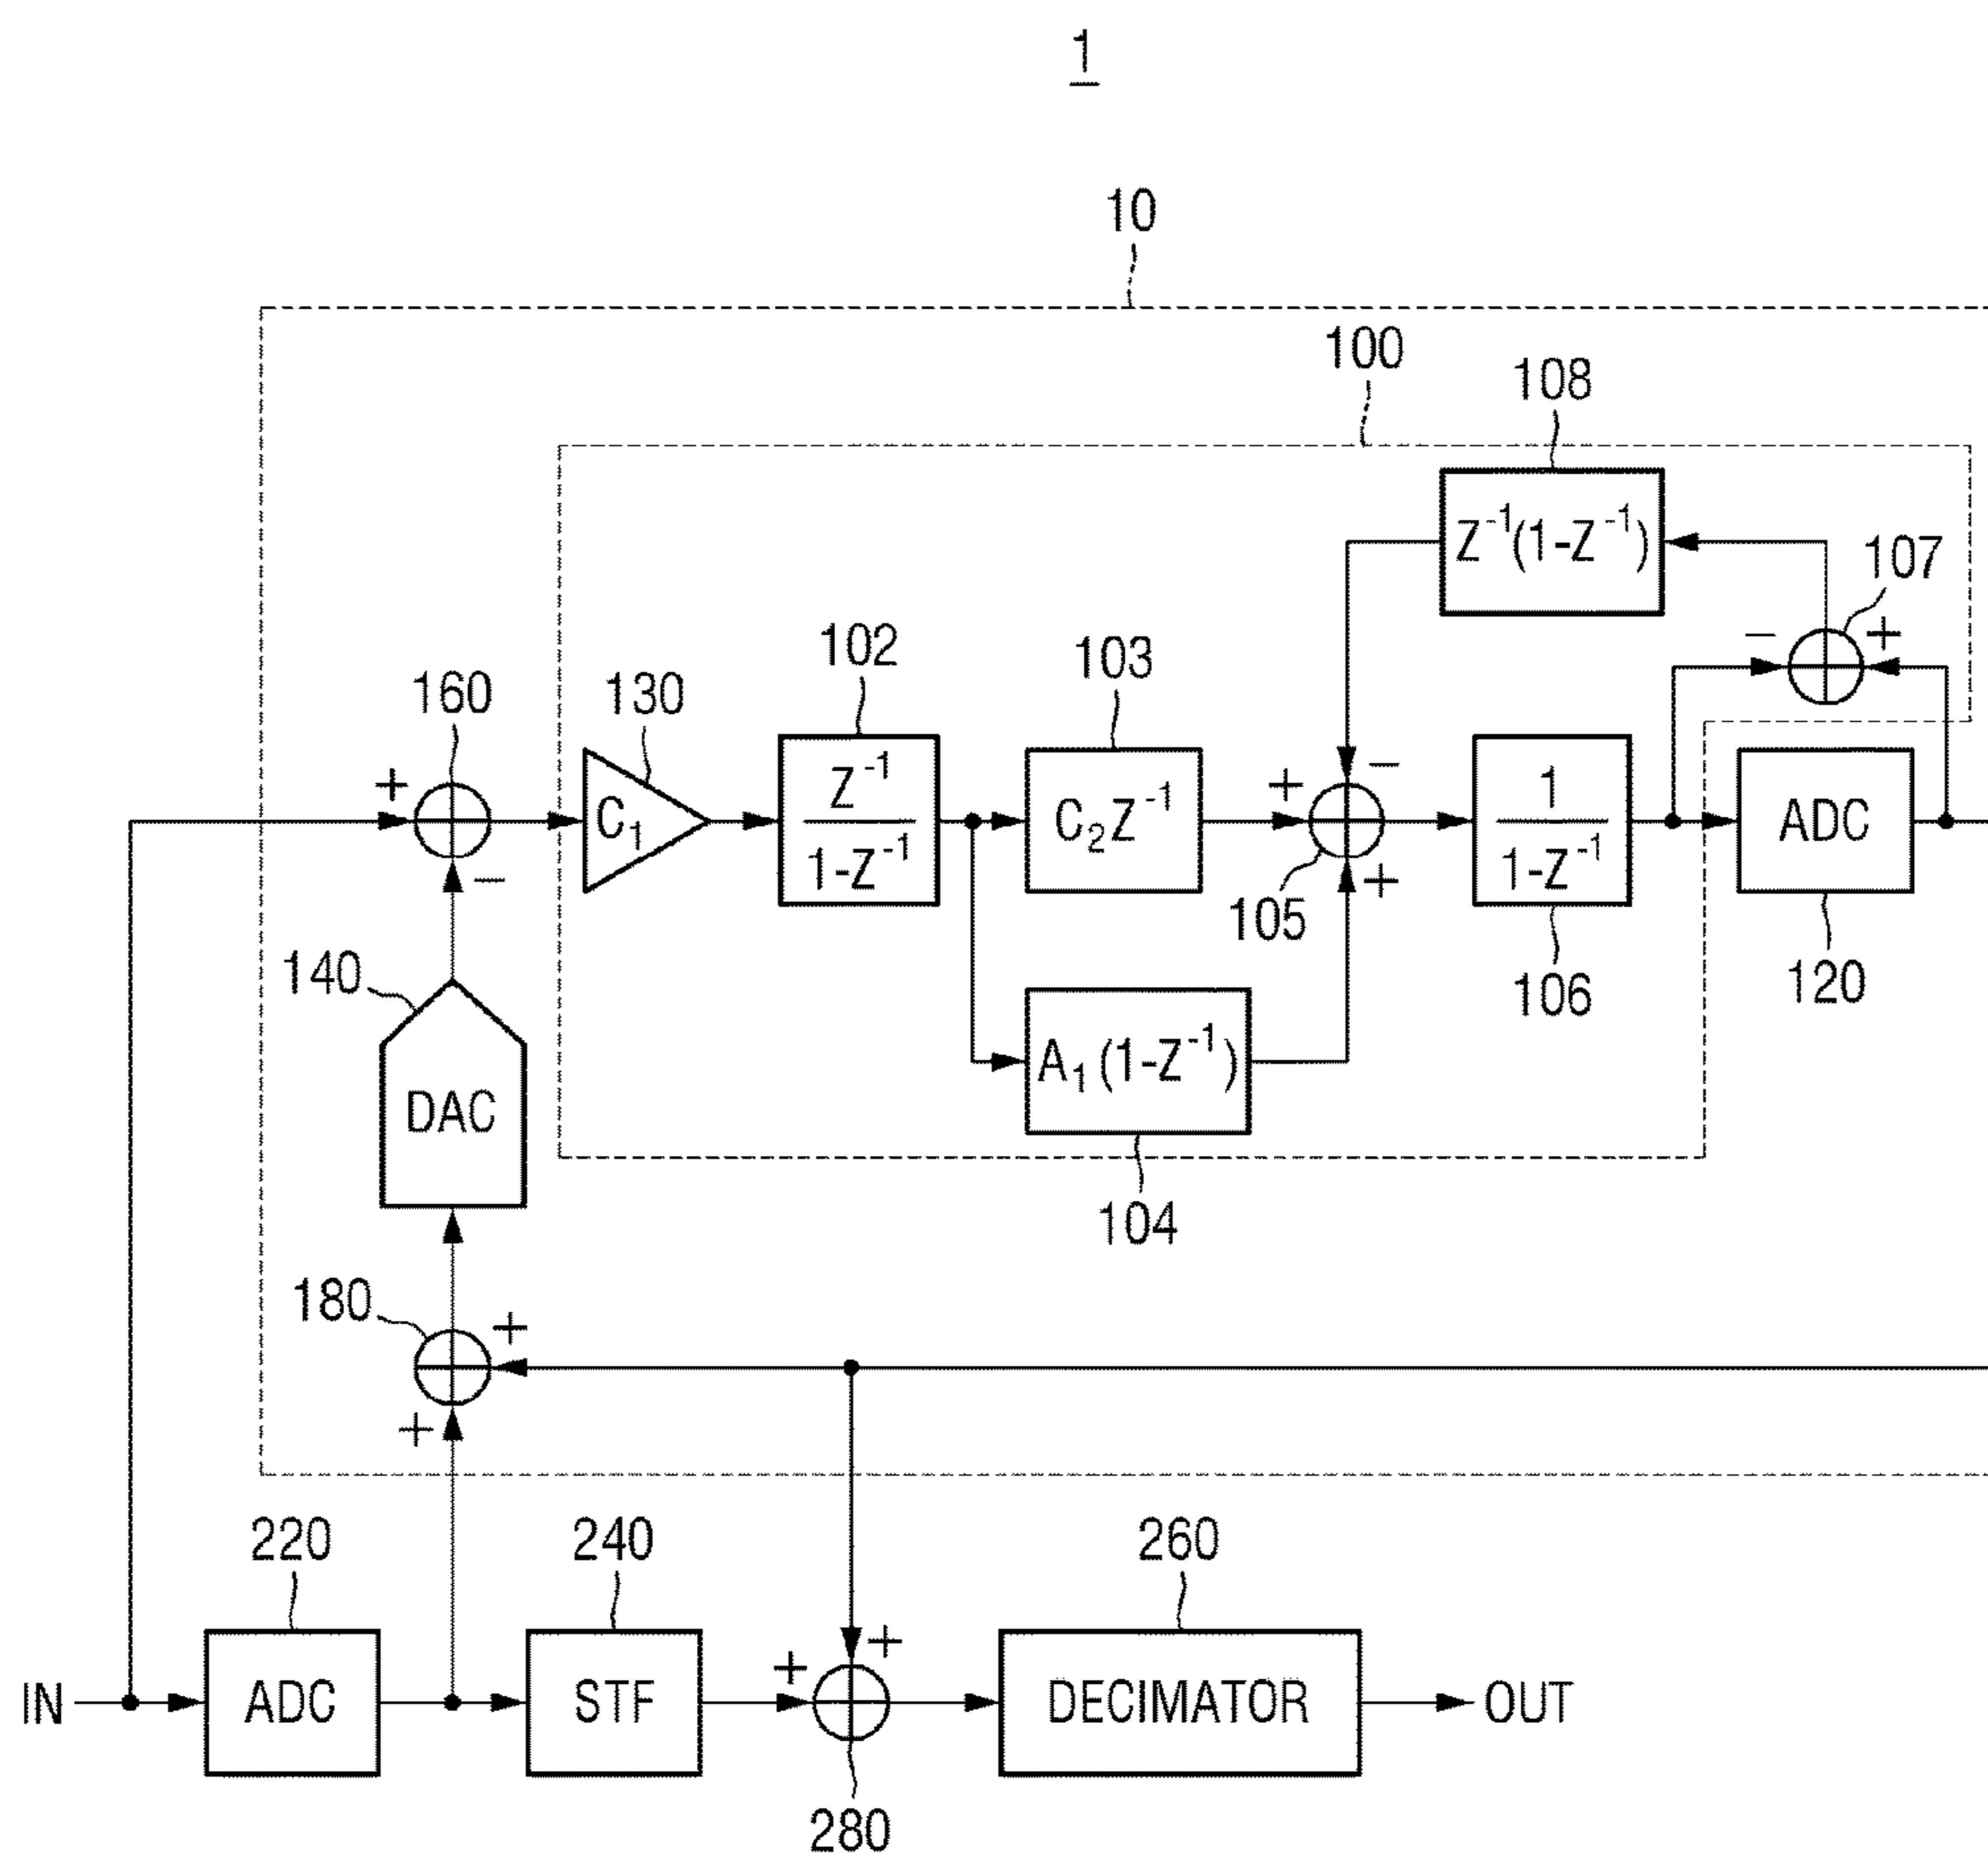 1
10
100
108
Z⁻¹(1-Z⁻¹)
107
− +
160 130 102 103
+ C₁ Z⁻¹ / 1-Z⁻¹ C₂Z⁻¹ + − 1 / 1-Z⁻¹ ADC
− 105 +
140 106 120
DAC A₁(1-Z⁻¹)
104
180 +
+
220 240 260
+ +
IN ADC STF DECIMATOR OUT
280